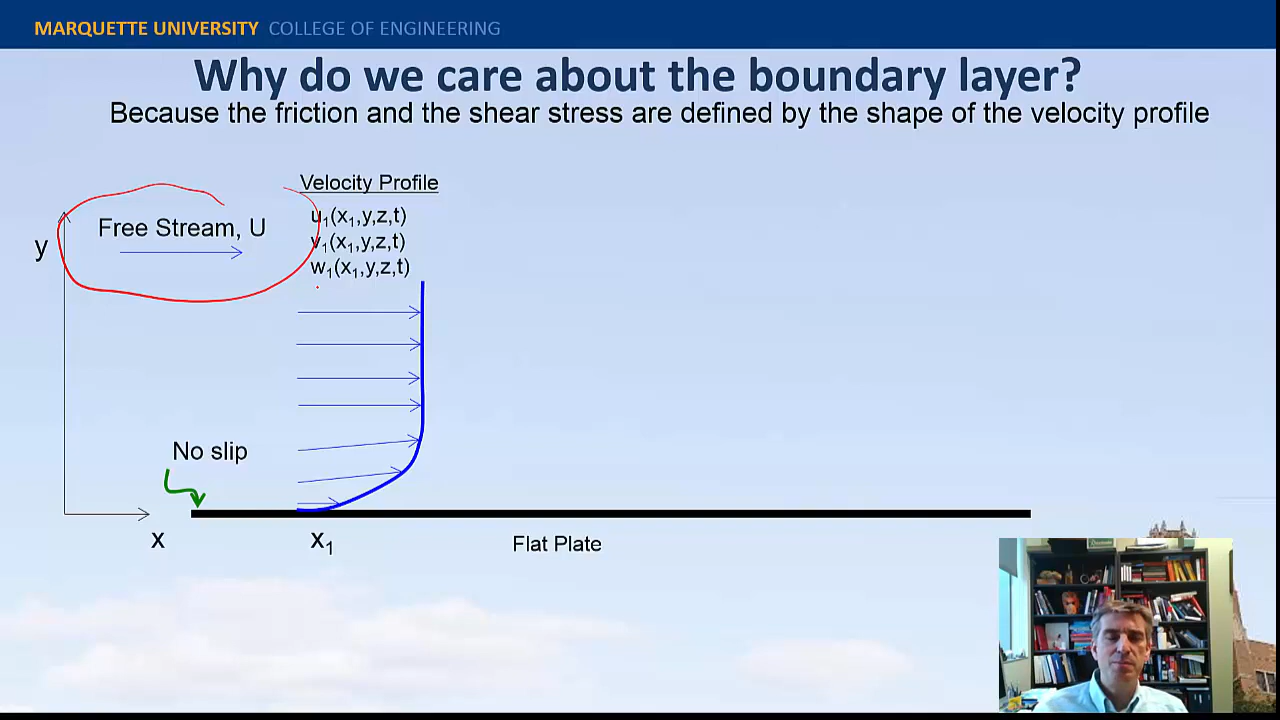 MARQUETTE UNIVERSITY COLLEGE OF ENGINEERING
Why do we care about the boundary layer?
Because the friction and the shear stress are defined by the shape of the velocity profile
Velocity Profile
u₁(x₁,y,z,t)
Free Stream, U
v₁(x₁,y,z,t)
y
w₁(x₁,y,z,t)
No slip
x
x₁
Flat Plate